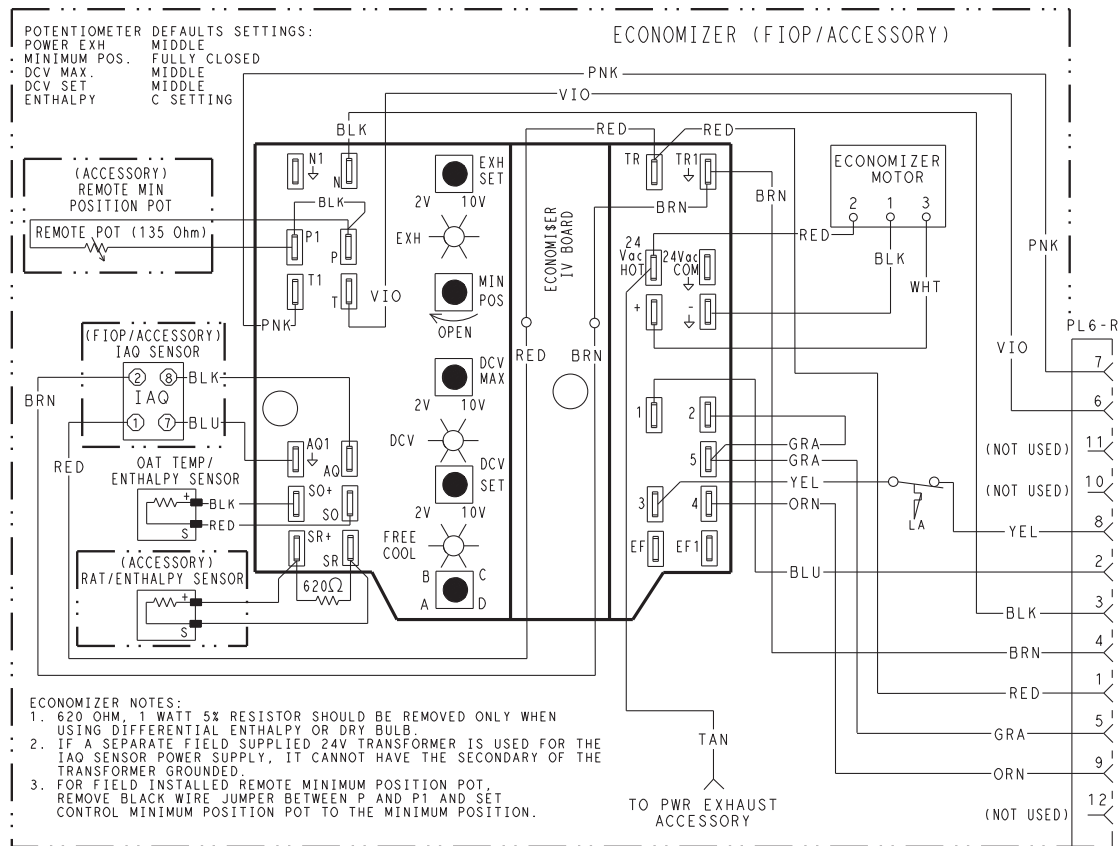 POTENTIOMETER DEFAULTS SETTINGS:
POWER EXH MIDDLE
MINIMUM POS. FULLY CLOSED
DCV MAX. MIDDLE
DCV SET MIDDLE
ENTHALPY C SETTING
ECONOMIZER (FIOP/ACCESSORY)
PNK
VIO
BLK
RED
RED
(ACCESSORY)
REMOTE MIN
POSITION POT
REMOTE POT (135 Ohm)
N1
N
BLK
P1
P
T1
T
VIO
PNK
EXH
SET
2V 10V
EXH
MIN
POS
OPEN
DCV
MAX
2V 10V
DCV
DCV
SET
2V 10V
FREE
COOL
B C
A D
ECONOMI$ER
IV BOARD
RED
BRN
TR
TR1
BRN
BRN
24
Vac
HOT
24Vac
COM
+
-
ECONOMIZER
MOTOR
2 1 3
RED
BLK
WHT
PNK
VIO
(FIOP/ACCESSORY)
IAQ SENSOR
2 8
IAQ
1 7
BLK
BLU
BRN
RED
AQ1
AQ
OAT TEMP/
ENTHALPY SENSOR
+
S
BLK
RED
SO+
SO
SR+
SR
620Ω
(ACCESSORY)
RAT/ENTHALPY SENSOR
+
S
1
2
5
3
4
EF
EF1
GRA
GRA
YEL
ORN
LA
BLU
PL6-R
7
6
(NOT USED) 11
(NOT USED) 10
YEL 8
2
BLK 3
BRN 4
RED 1
GRA 5
ORN 9
(NOT USED) 12
TAN
TO PWR EXHAUST
ACCESSORY
ECONOMIZER NOTES:
1. 620 OHM, 1 WATT 5% RESISTOR SHOULD BE REMOVED ONLY WHEN
USING DIFFERENTIAL ENTHALPY OR DRY BULB.
2. IF A SEPARATE FIELD SUPPLIED 24V TRANSFORMER IS USED FOR THE
IAQ SENSOR POWER SUPPLY, IT CANNOT HAVE THE SECONDARY OF THE
TRANSFORMER GROUNDED.
3. FOR FIELD INSTALLED REMOTE MINIMUM POSITION POT,
REMOVE BLACK WIRE JUMPER BETWEEN P AND P1 AND SET
CONTROL MINIMUM POSITION POT TO THE MINIMUM POSITION.